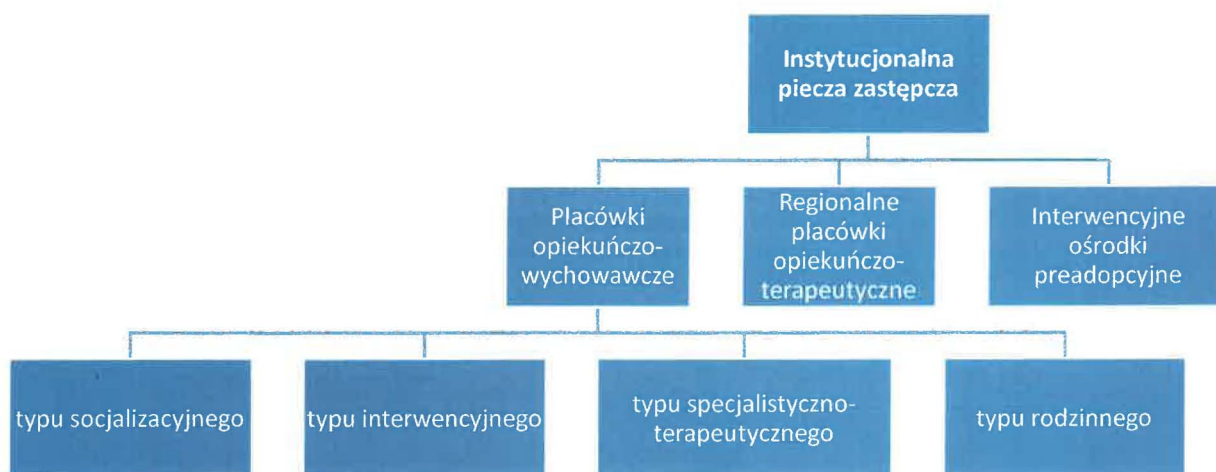 Instytucjonalna
piecza zastępcza
Placówki
opiekuńczo-
wychowawcze
Regionalne
placówki
opiekuńczo-
terapeutyczne
Interwencyjne
ośrodki
preadopcyjne
typu socjalizacyjnego
typu interwencyjnego
typu specjalistyczno-
terapeutycznego
typu rodzinnego